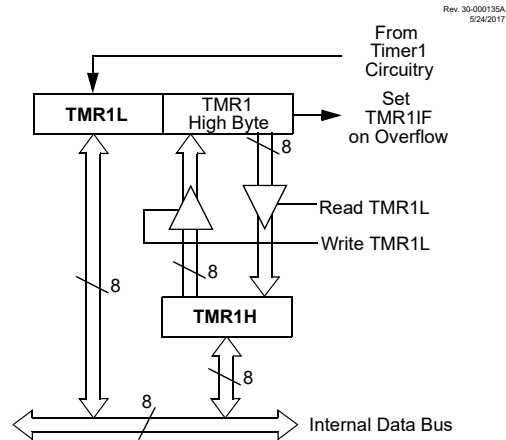 Rev. 30-000135A
5/24/2017
From
Timer1
Circuitry
TMR1L
TMR1
High Byte
Set
TMR1IF
on Overflow
8
Read TMR1L
Write TMR1L
8
8
TMR1H
8
8
Internal Data Bus